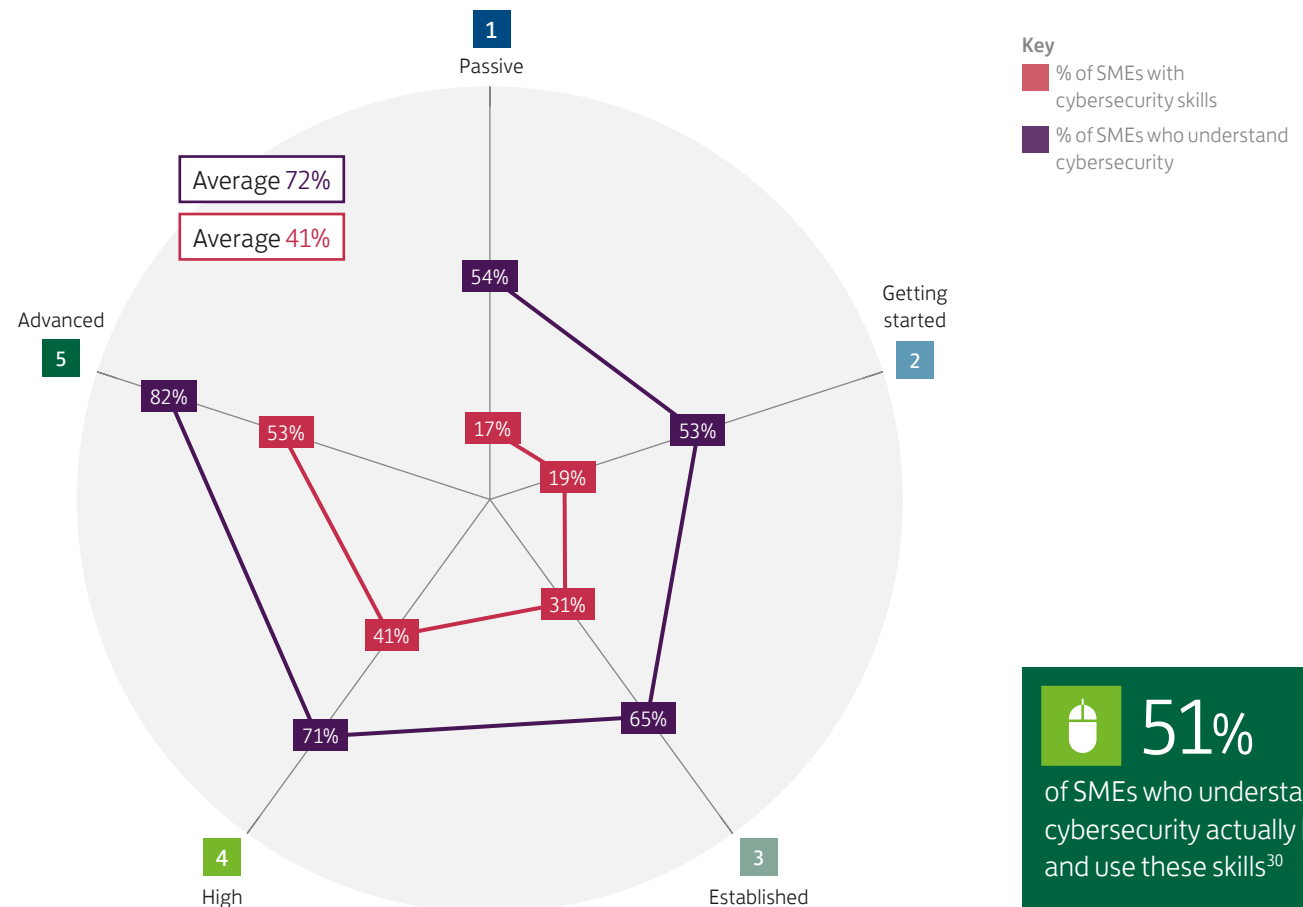 1
Passive
Key
% of SMEs with
cybersecurity skills
% of SMEs who understand
cybersecurity
Average 72%
Average 41%
54%
Getting
started
2
Advanced
5
82%
53%
17%
53%
19%
31%
41%
65%
71%
4
High
3
Established
51%
of SMEs who understa
cybersecurity actually
and use these skills30